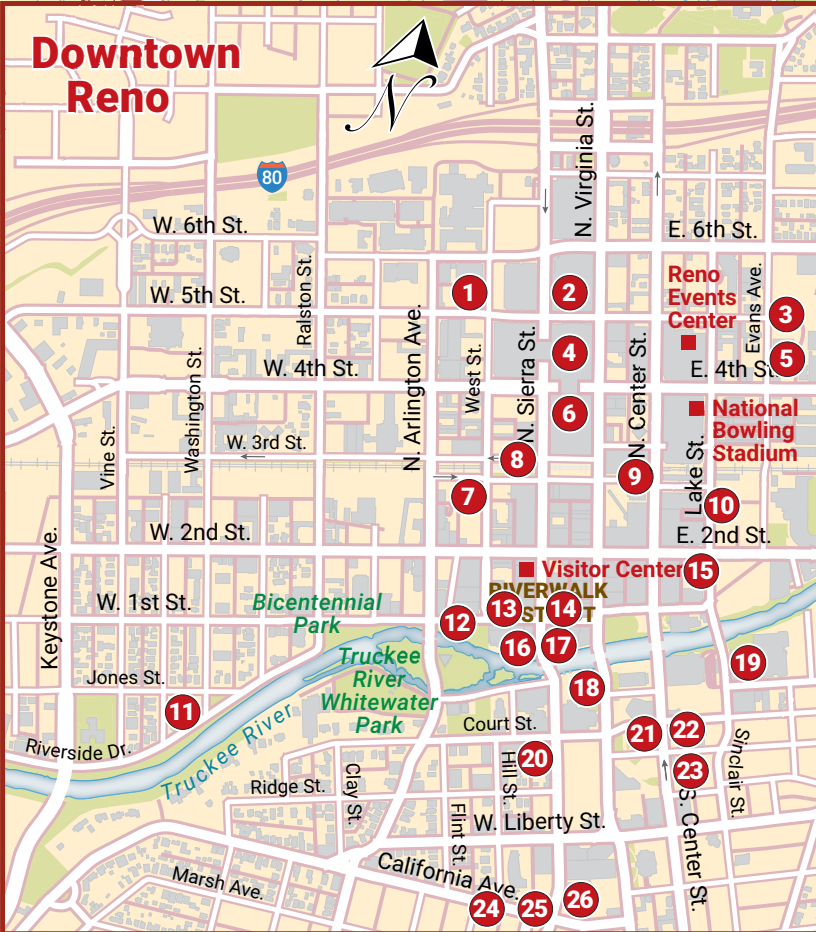 Downtown
Reno
N
80
N. Virginia St.
W. 6th St.
E. 6th St.
Reno
Events
Center
Evans Ave.
1
2
3
W. 5th St.
Ralston St.
N. Arlington Ave.
West St.
N. Sierra St.
N. Center St.
4
5
W. 4th St.
E. 4th St.
Washington St.
6
National
Bowling
Stadium
Vine St.
W. 3rd St.
8
9
Lake St.
7
10
W. 2nd St.
E. 2nd St.
Keystone Ave.
Visitor Center
15
RIVERWALK
W. 1st St.
Bicentennial
Park
12
13
14
16
17
Truckee
River
Whitewater
Park
19
Jones St.
18
11
Court St.
21
22
Sinclair St.
Riverside Dr.
Truckee River
20
23
Ridge St.
Clay St.
Hill St.
S. Center St.
Flint St.
W. Liberty St.
California Ave.
Marsh Ave.
24
25
26